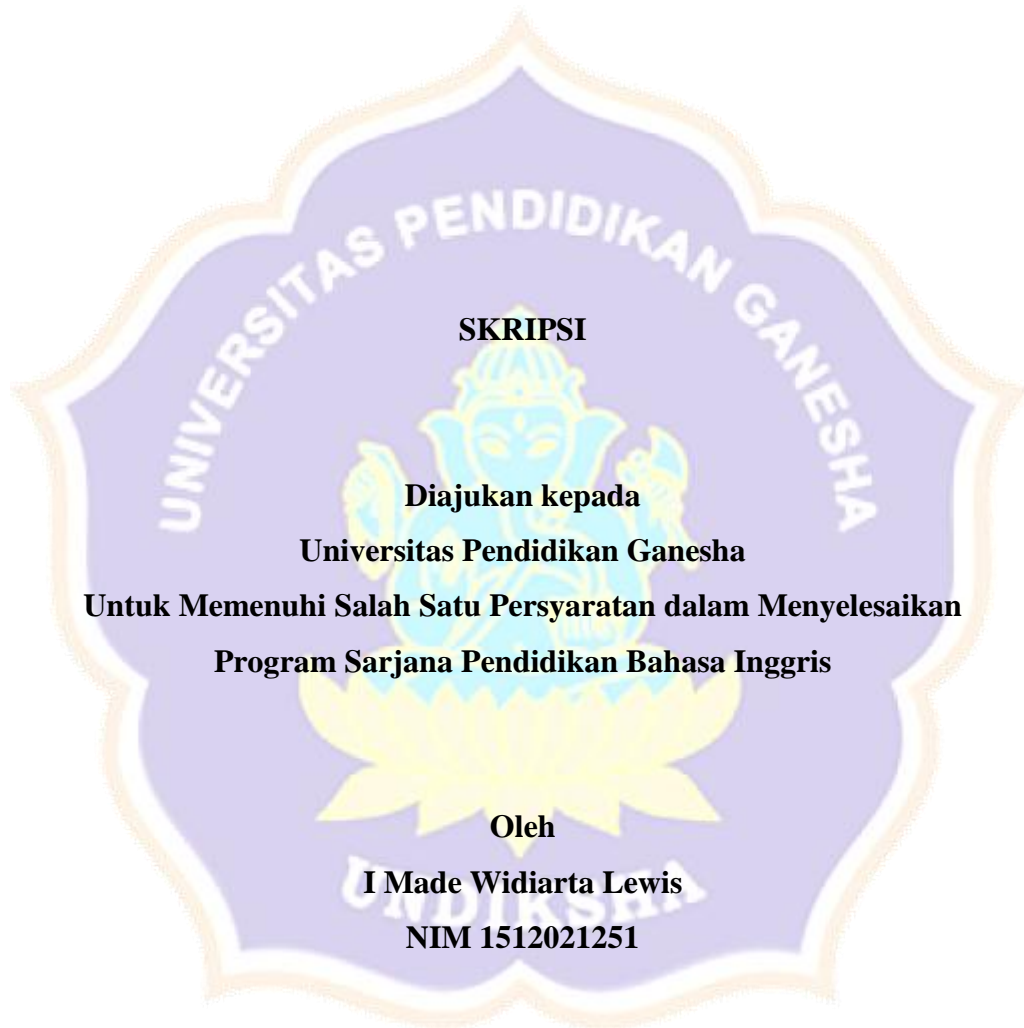 UNIVERSITAS PENDIDIKAN GANESHA
SKRIPSI
Diajukan kepada
Universitas Pendidikan Ganesha
Untuk Memenuhi Salah Satu Persyaratan dalam Menyelesaikan
Program Sarjana Pendidikan Bahasa Inggris
Oleh
I Made Widiarta Lewis
UNDIKSHA
NIM 1512021251